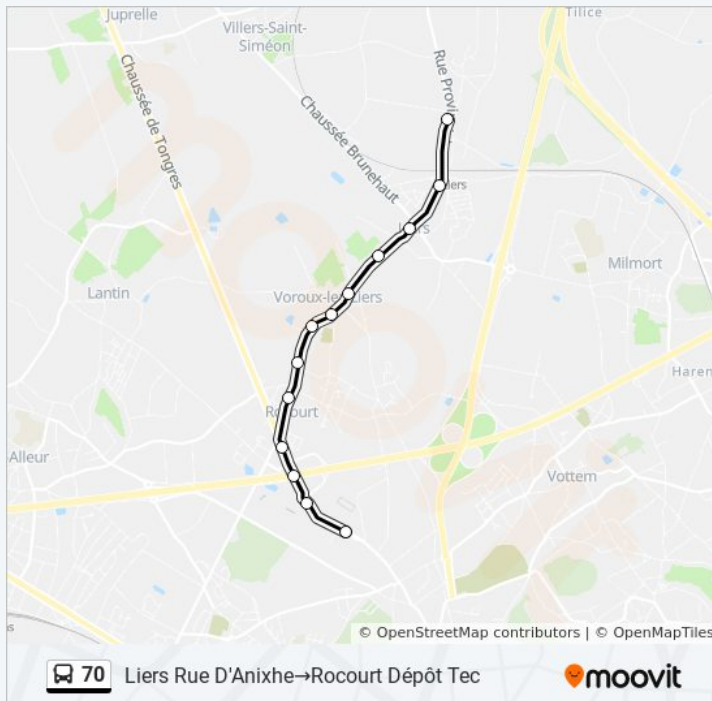 Juprelle
Tilice
Villers-Saint-
Siméon
Rue Provi
Chaussée de Tongres
Chaussée Brunehaut
Milmort
Lantin
Voroux-lez-Liers
Haren
Rocourt
Alleur
Vottem
© OpenStreetMap contributors | © OpenMapTiles
70 Liers Rue D'Anixhe→Rocourt Dépôt Tec
moovit